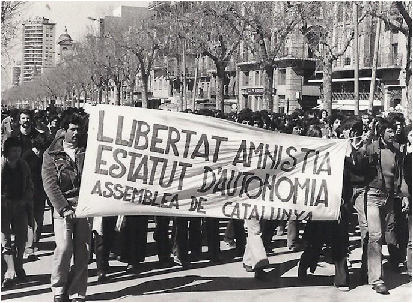 LLIBERTAT AMNISTIA
ESTATUT D'AUTONOMIA
ASSEMBLEA DE CATALUNYA